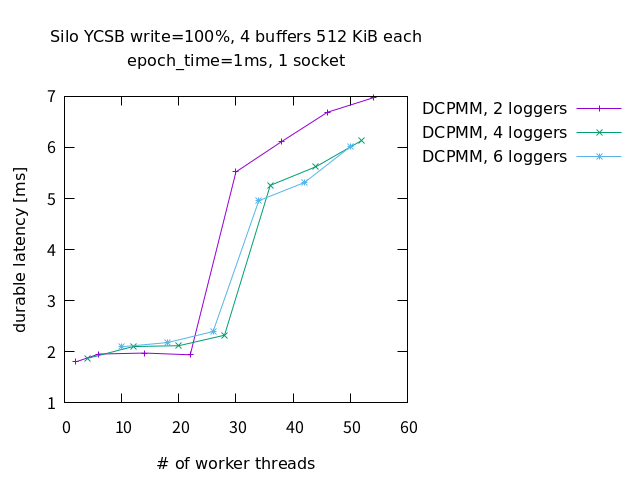 Silo YCSB write=100%, 4 buffers 512 KiB each
epoch_time=1ms, 1 socket
DCPMM, 2 loggers
DCPMM, 4 loggers
DCPMM, 6 loggers
durable latency [ms]
7
6
5
4
3
2
1
0 10 20 30 40 50 60
# of worker threads